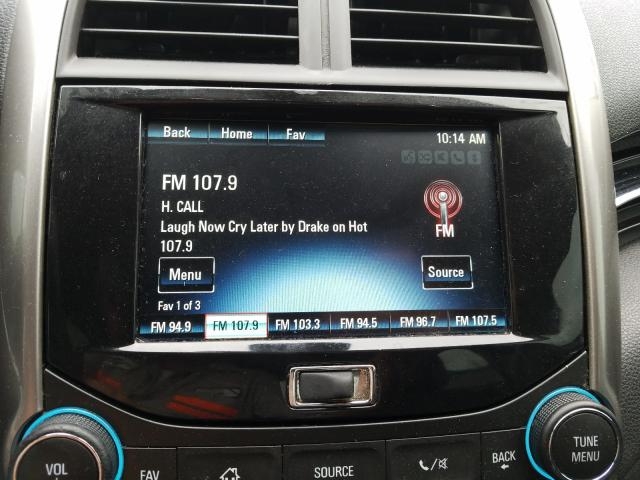 Back Home Fav 10:14 AM
FM 107.9
H. CALL
Laugh Now Cry Later by Drake on Hot
107.9
FM
Menu Source
Fav 1 of 3
FM 94.9 FM 107.9 FM 103.3 FM 94.5 FM 96.7 FM 107.5
VOL FAV SOURCE BACK TUNE
MENU